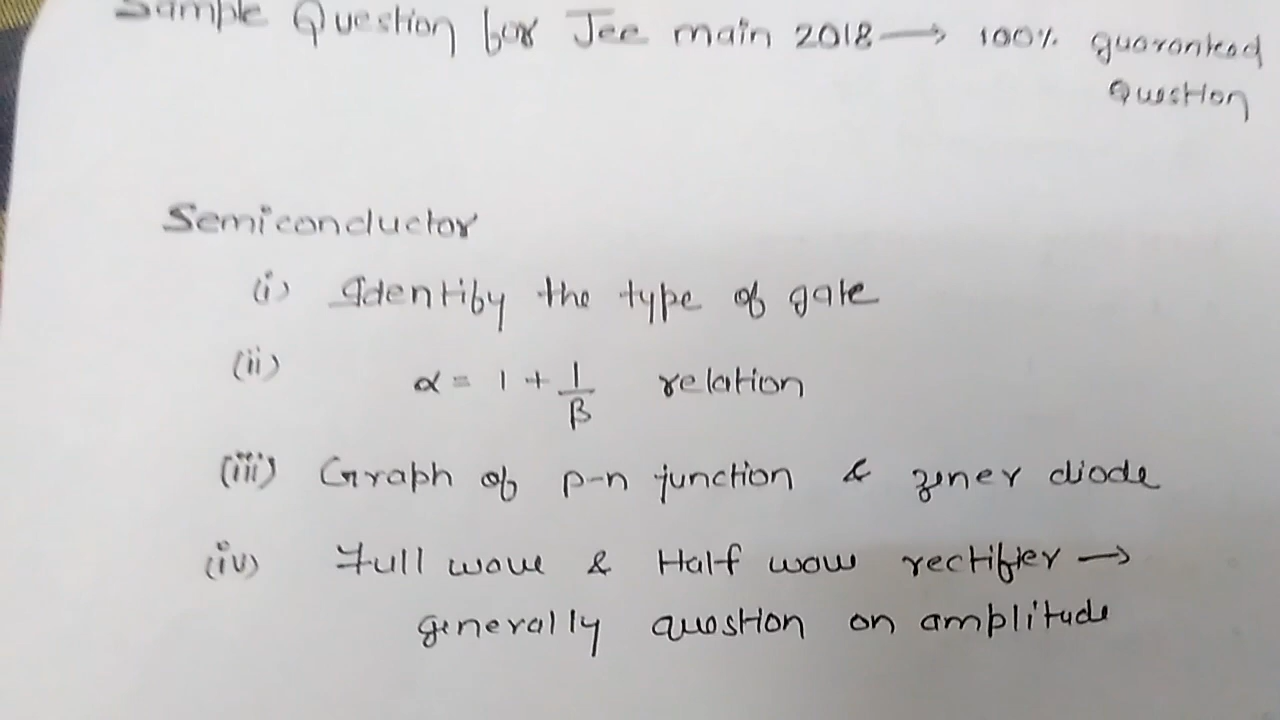 Sample Question for Jee main 2018 → 100% guaranteed
Question
Semiconductor
(i) Identify the type of gate
(ii) α = 1 + 1/β relation
(iii) Graph of p-n junction & zener diode
(iv) Full wave & Half wave rectifier →
generally question on amplitude